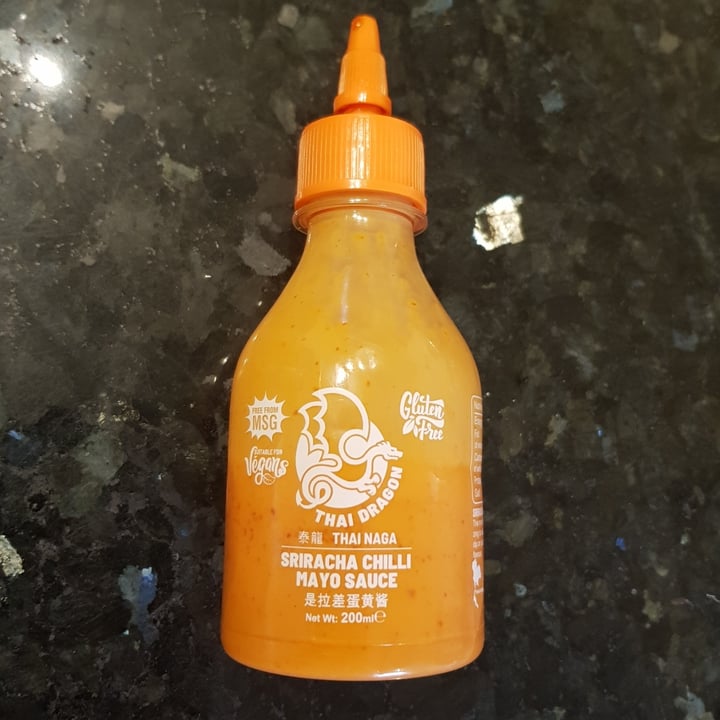 FREE FROM
MSG
SUITABLE FOR
Vegans
Gluten
Free
THAI DRAGON
泰龍 THAI NAGA
SRIRACHA CHILLI
MAYO SAUCE
是拉差蛋黄酱
Net Wt: 200ml℮